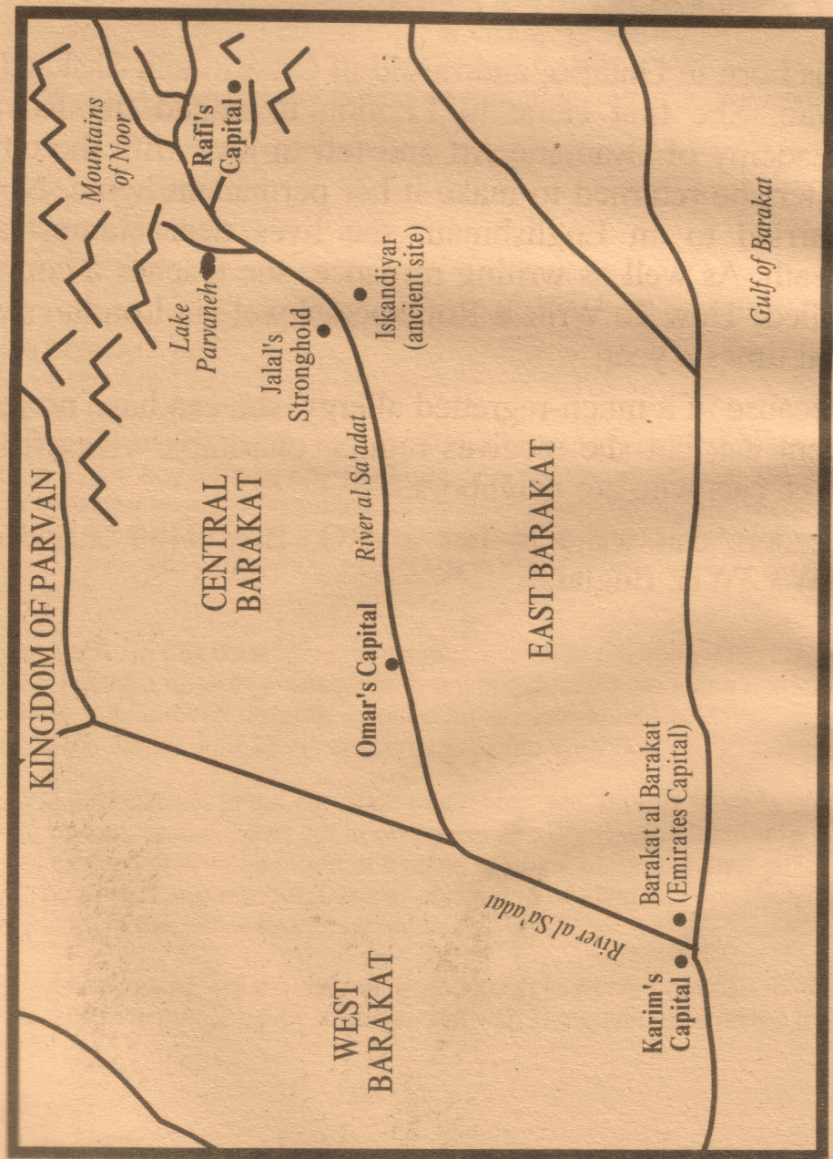 KINGDOM OF PARVAN
Mountains
of Noor
Lake
Parvaneh
Rafi's
Capital
CENTRAL
BARAKAT
Jalal's
Stronghold
River al Sa'adat
Iskandiyar
(ancient site)
Omar's Capital
WEST
BARAKAT
EAST BARAKAT
River al Sa'adat
Barakat al Barakat
(Emirates Capital)
Karim's
Capital
Gulf of Barakat